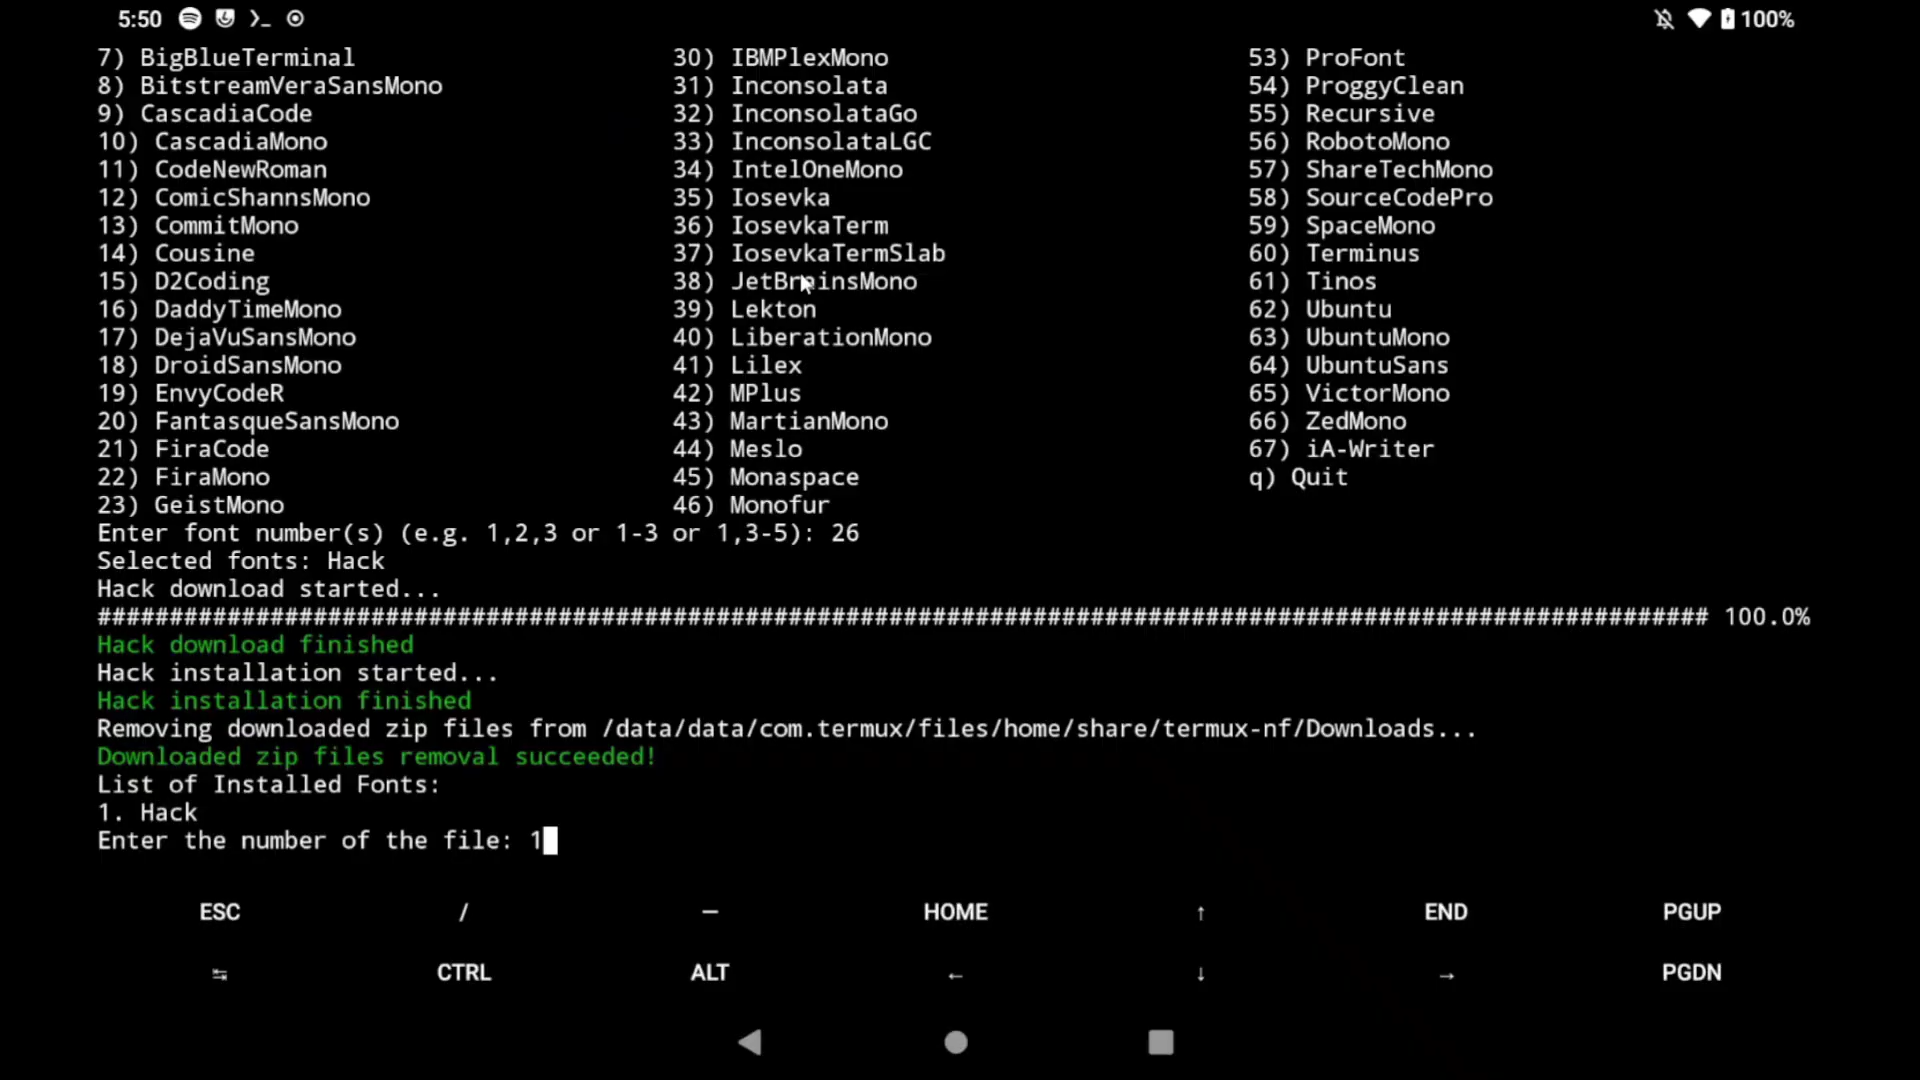 5:50 100%
7) BigBlueTerminal 30) IBMPlexMono 53) ProFont
8) BitstreamVeraSansMono 31) Inconsolata 54) ProggyClean
9) CascadiaCode 32) InconsolataGo 55) Recursive
10) CascadiaMono 33) InconsolataLGC 56) RobotoMono
11) CodeNewRoman 34) IntelOneMono 57) ShareTechMono
12) ComicShannsMono 35) Iosevka 58) SourceCodePro
13) CommitMono 36) IosevkaTerm 59) SpaceMono
14) Cousine 37) IosevkaTermSlab 60) Terminus
15) D2Coding 38) JetBrainsMono 61) Tinos
16) DaddyTimeMono 39) Lekton 62) Ubuntu
17) DejaVuSansMono 40) LiberationMono 63) UbuntuMono
18) DroidSansMono 41) Lilex 64) UbuntuSans
19) EnvyCodeR 42) MPlus 65) VictorMono
20) FantasqueSansMono 43) MartianMono 66) ZedMono
21) FiraCode 44) Meslo 67) iA-Writer
22) FiraMono 45) Monaspace q) Quit
23) GeistMono 46) Monofur
Enter font number(s) (e.g. 1,2,3 or 1-3 or 1,3-5): 26
Selected fonts: Hack
Hack download started...
################################################################################################################ 100.0%
Hack download finished
Hack installation started...
Hack installation finished
Removing downloaded zip files from /data/data/com.termux/files/home/share/termux-nf/Downloads...
Downloaded zip files removal succeeded!
List of Installed Fonts:
1. Hack
Enter the number of the file: 1
ESC / — HOME ↑ END PGUP
⇆ CTRL ALT ← ↓ → PGDN